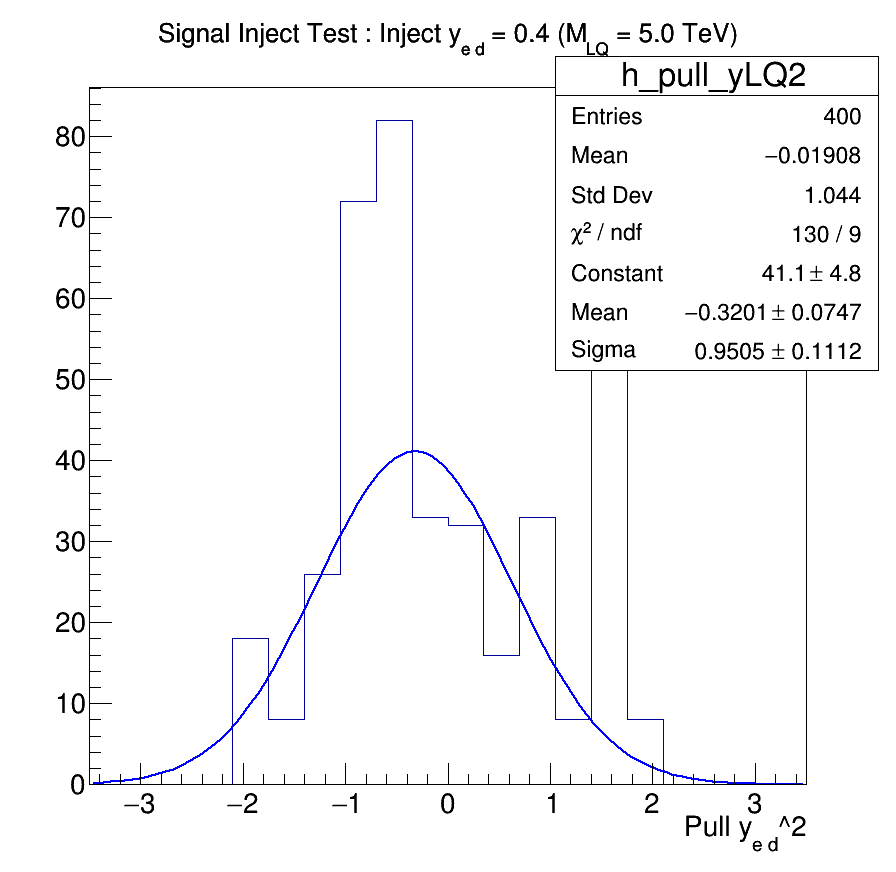 Signal Inject Test : Inject y_{e d} = 0.4 (M_{LQ} = 5.0 TeV)
h_pull_yLQ2
Entries 400
Mean −0.01908
Std Dev 1.044
χ² / ndf 130 / 9
Constant 41.1 ± 4.8
Mean −0.3201 ± 0.0747
Sigma 0.9505 ± 0.1112
80
70
60
50
40
30
20
10
0
−3 −2 −1 0 1 2 3
Pull y_{e d}^2